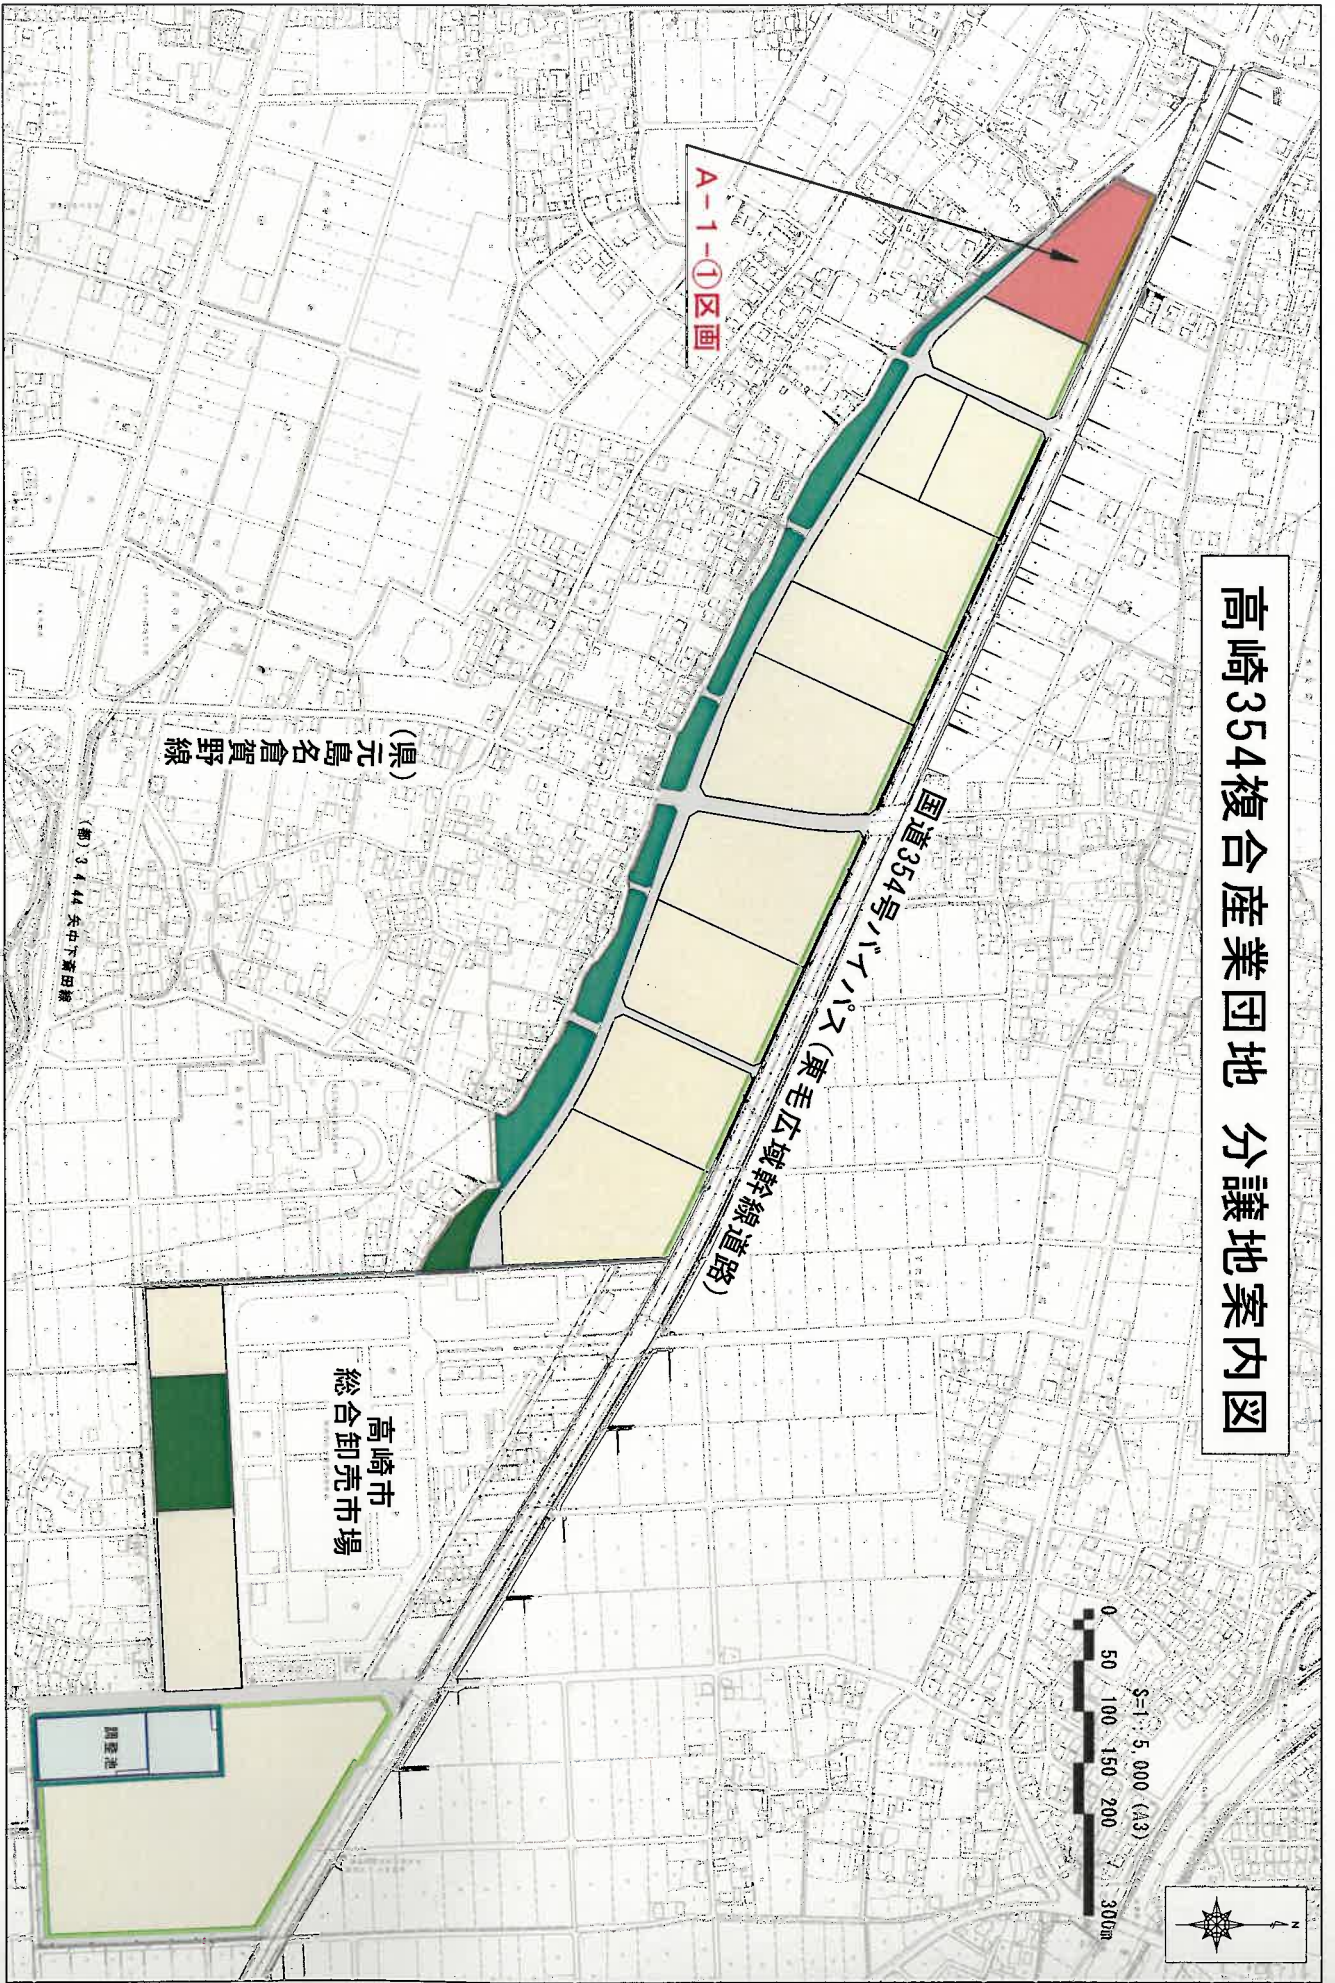 高崎354複合産業団地 分譲地案内図
N
S=1:5,000 (A3)
0 50 100 150 200 300m
A-1-①区画
国道354号バイパス(東毛広域幹線道路)
(県)
元島名倉賀野線
(都) 3.4.44 矢中下斎田線
高崎市
総合卸売市場
調整池